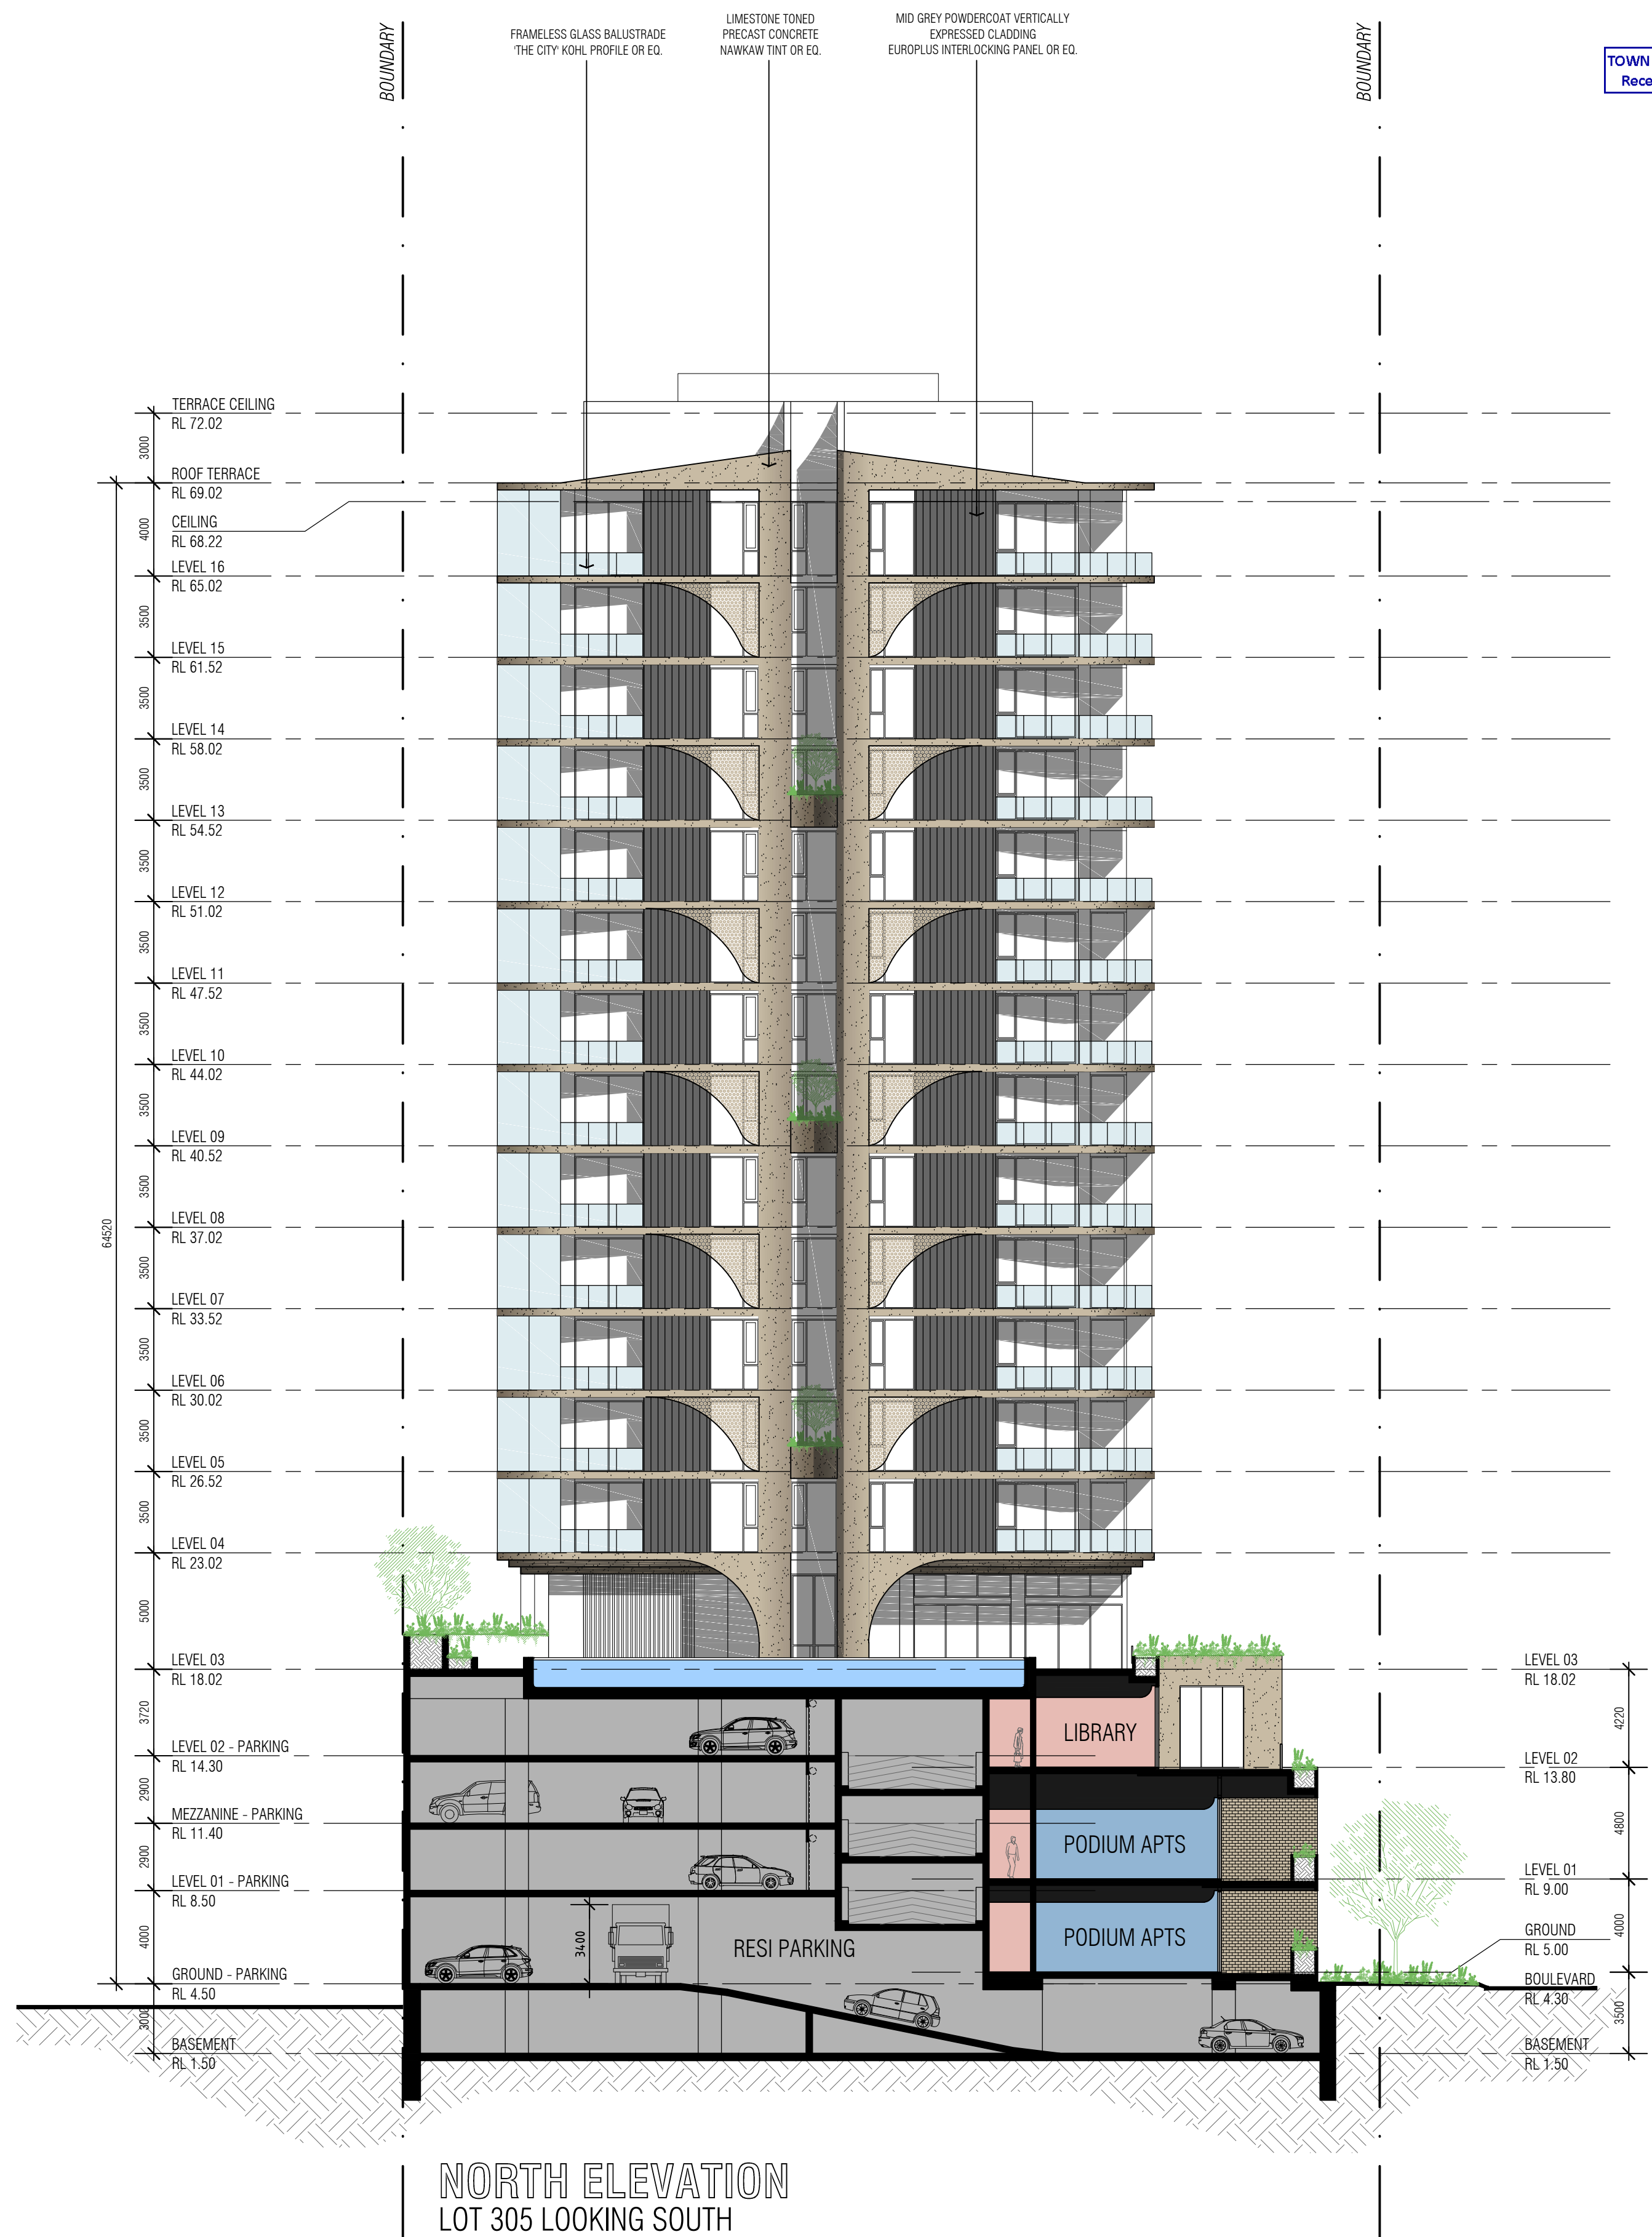 BOUNDARY
FRAMELESS GLASS BALUSTRADE
'THE CITY' KOHL PROFILE OR EQ.
LIMESTONE TONED
PRECAST CONCRETE
NAWKAW TINT OR EQ.
MID GREY POWDERCOAT VERTICALLY
EXPRESSED CLADDING
EUROPLUS INTERLOCKING PANEL OR EQ.
BOUNDARY
TOWN
Rece
TERRACE CEILING
RL 72.02
3000
ROOF TERRACE
RL 69.02
CEILING
RL 68.22
4000
LEVEL 16
RL 65.02
3500
LEVEL 15
RL 61.52
3500
LEVEL 14
RL 58.02
3500
LEVEL 13
RL 54.52
3500
LEVEL 12
RL 51.02
3500
LEVEL 11
RL 47.52
3500
LEVEL 10
RL 44.02
3500
LEVEL 09
RL 40.52
3500
LEVEL 08
RL 37.02
3500
LEVEL 07
RL 33.52
3500
LEVEL 06
RL 30.02
3500
LEVEL 05
RL 26.52
3500
LEVEL 04
RL 23.02
5000
LEVEL 03
RL 18.02
3720
LEVEL 02 - PARKING
RL 14.30
2900
MEZZANINE - PARKING
RL 11.40
2900
LEVEL 01 - PARKING
RL 8.50
4000
GROUND - PARKING
RL 4.50
3000
BASEMENT
RL 1.50
64520
LIBRARY
PODIUM APTS
PODIUM APTS
RESI PARKING
3400
LEVEL 03
RL 18.02
4220
LEVEL 02
RL 13.80
4800
LEVEL 01
RL 9.00
4000
GROUND
RL 5.00
BOULEVARD
RL 4.30
3500
BASEMENT
RL 1.50
NORTH ELEVATION
LOT 305 LOOKING SOUTH